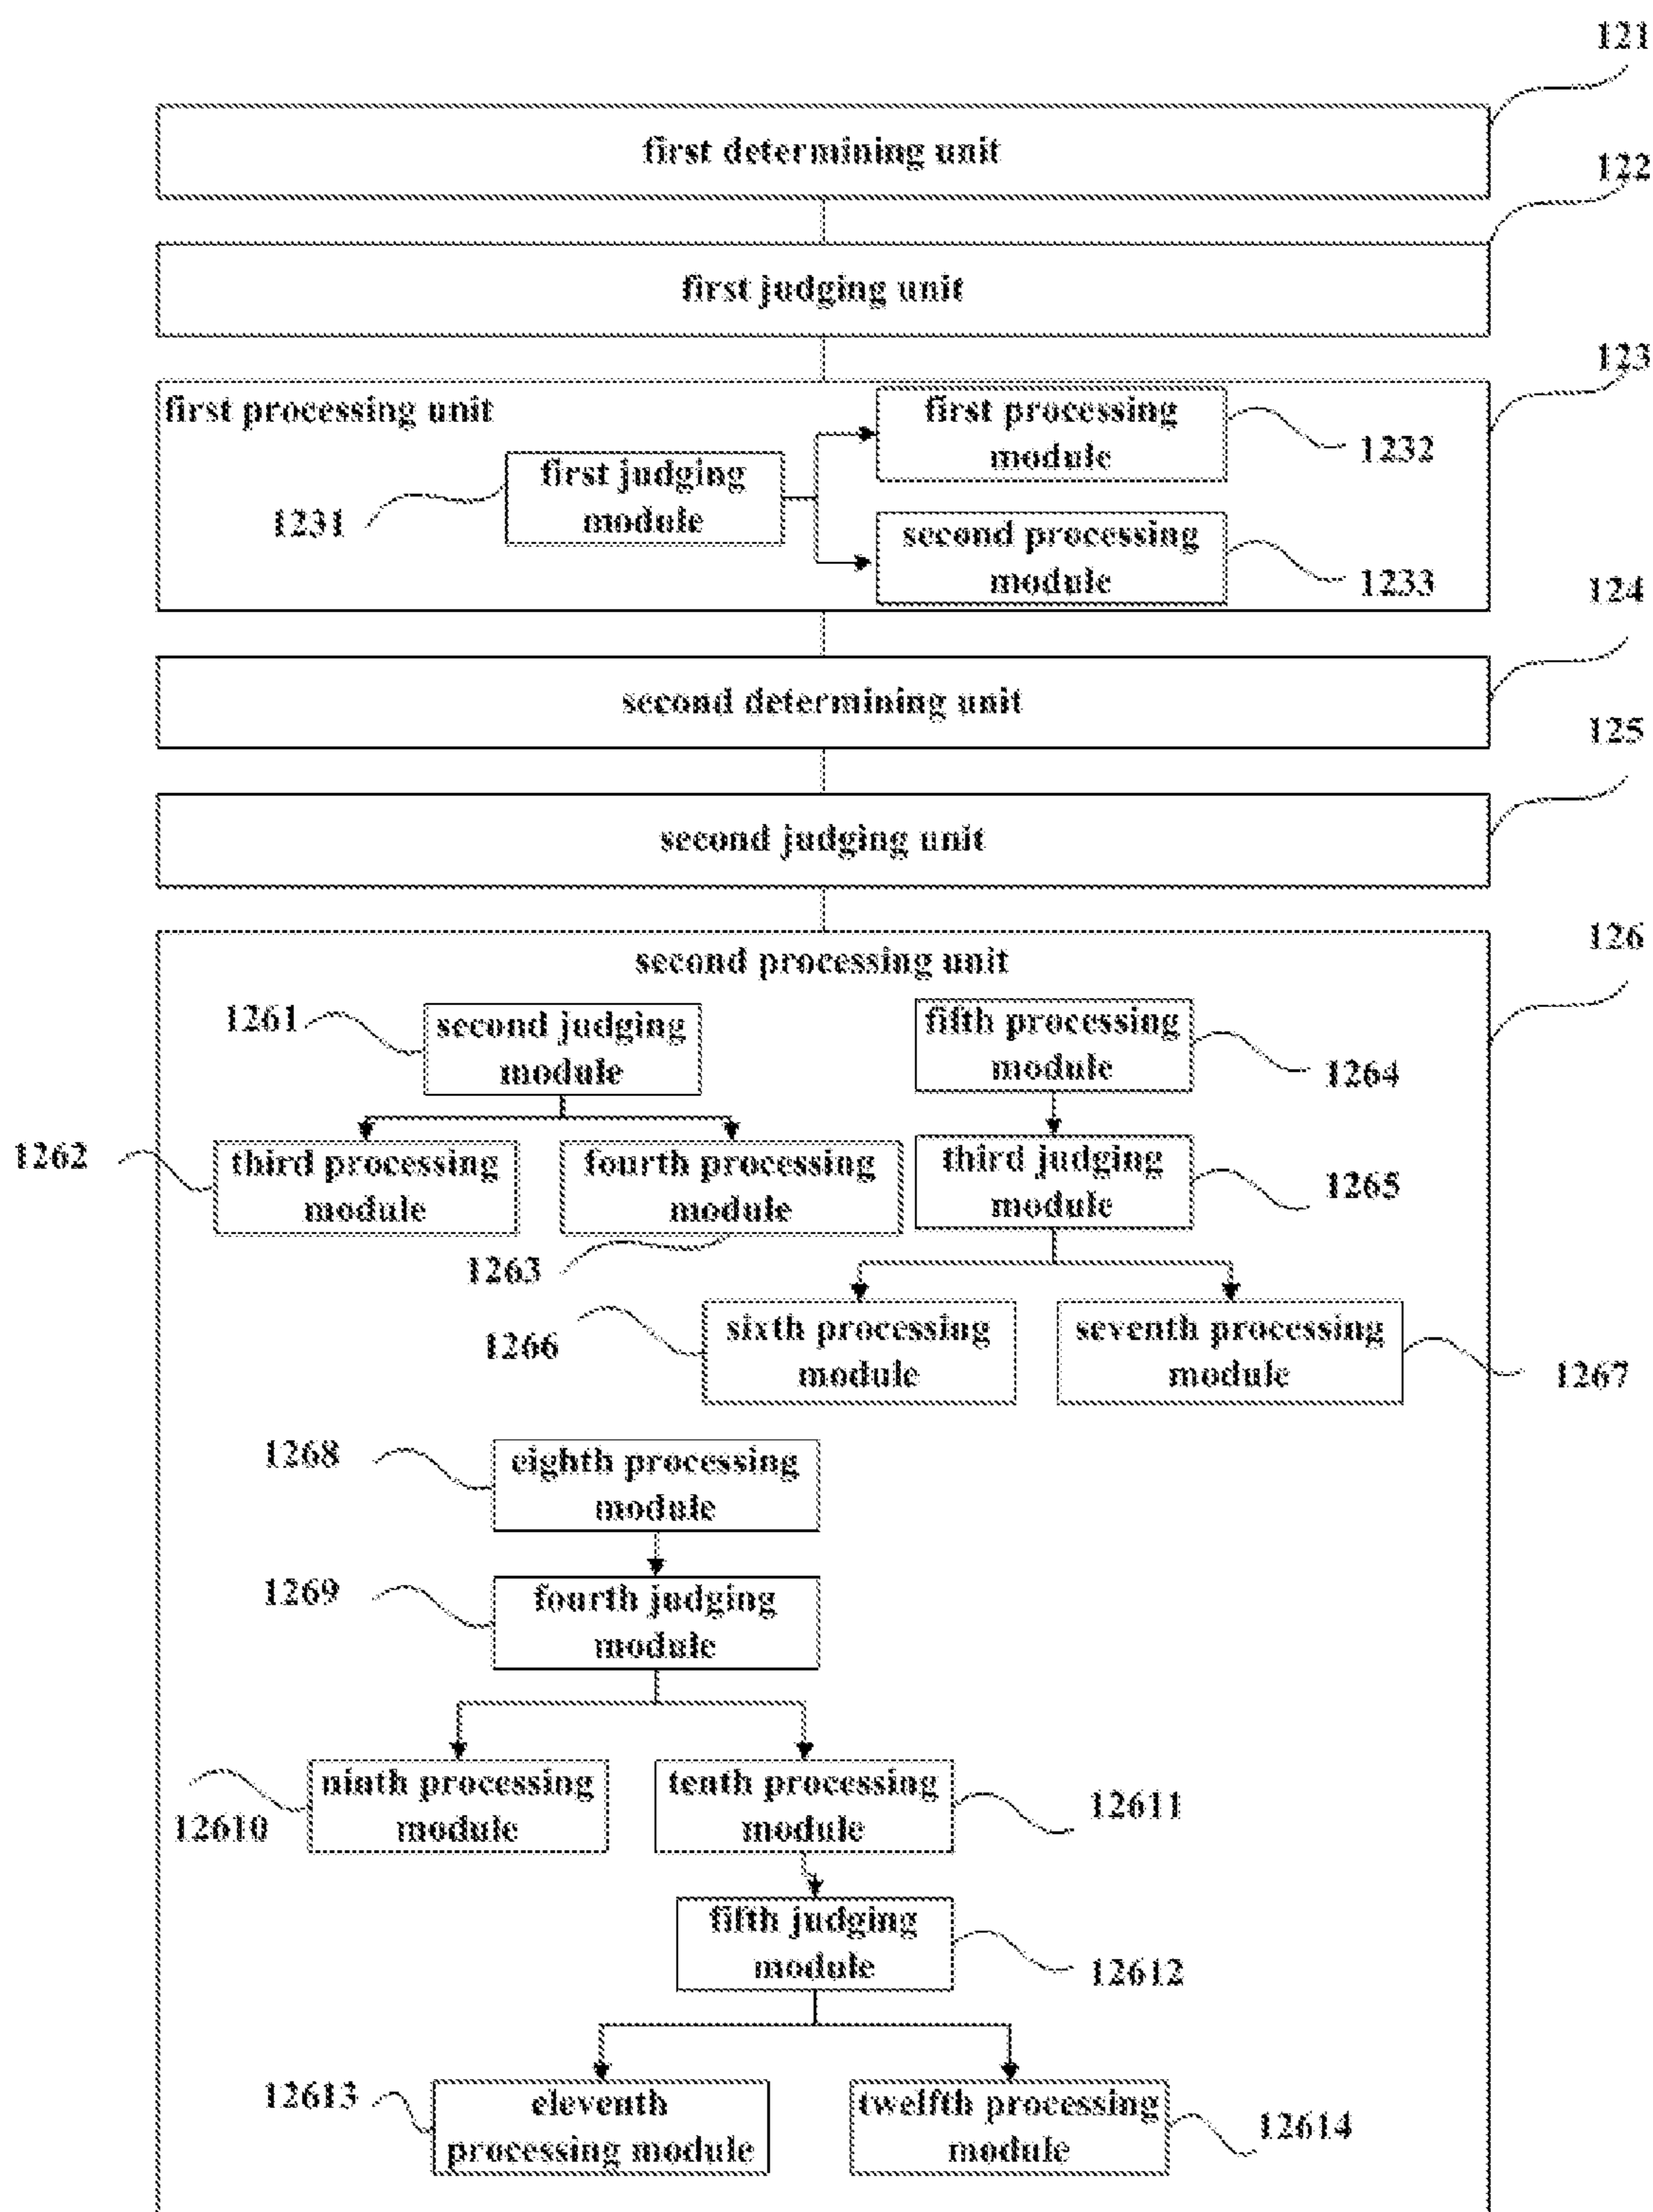 121
first determining unit
122
first judging unit
123
first processing unit
first processing
module
1232
first judging
module
1231
second processing
module
1233
124
second determining unit
125
second judging unit
126
second processing unit
1261
second judging
module
fifth processing
module
1264
1262
third processing
module
fourth processing
module
1263
third judging
module
1265
1266
sixth processing
module
seventh processing
module
1267
1268
eighth processing
module
1269
fourth judging
module
12610
ninth processing
module
tenth processing
module
12611
fifth judging
module
12612
12613
eleventh
processing module
twelfth processing
module
12614